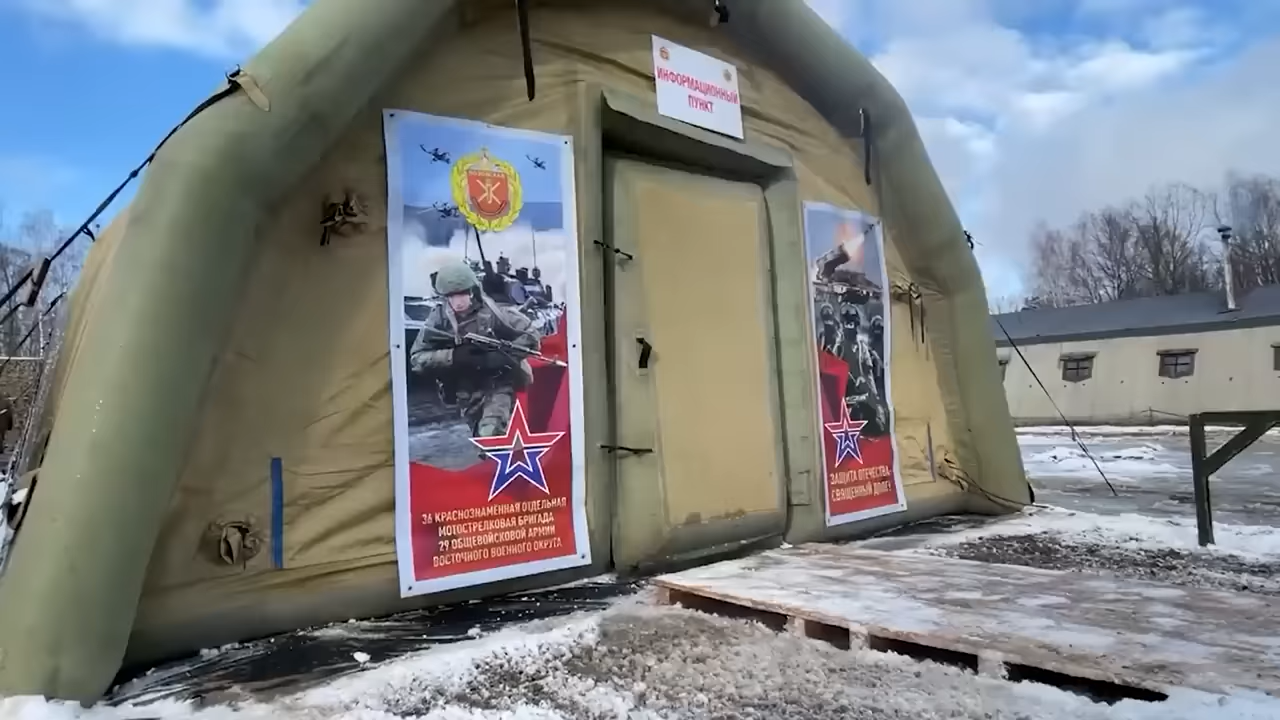 ИНФОРМАЦИОННЫЙ
ПУНКТ
36 КРАСНОЗНАМЕННАЯ ОТДЕЛЬНАЯ
МОТОСТРЕЛКОВАЯ БРИГАДА
29 ОБЩЕВОЙСКОВОЙ АРМИИ
ВОСТОЧНОГО ВОЕННОГО ОКРУГА
ЗАЩИТА ОТЕЧЕСТВА-
СВЯЩЕННЫЙ ДОЛГ!